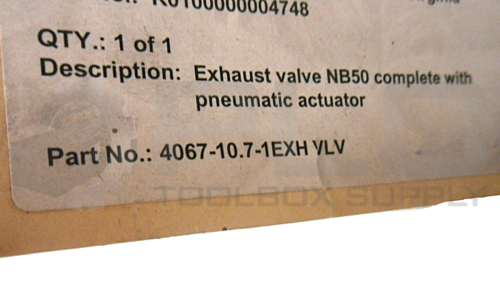 K0100000004748
QTY.: 1 of 1
Description: Exhaust valve NB50 complete with
pneumatic actuator
Part No.: 4067-10.7-1EXH VLV
TOOLBOX SUPPLY